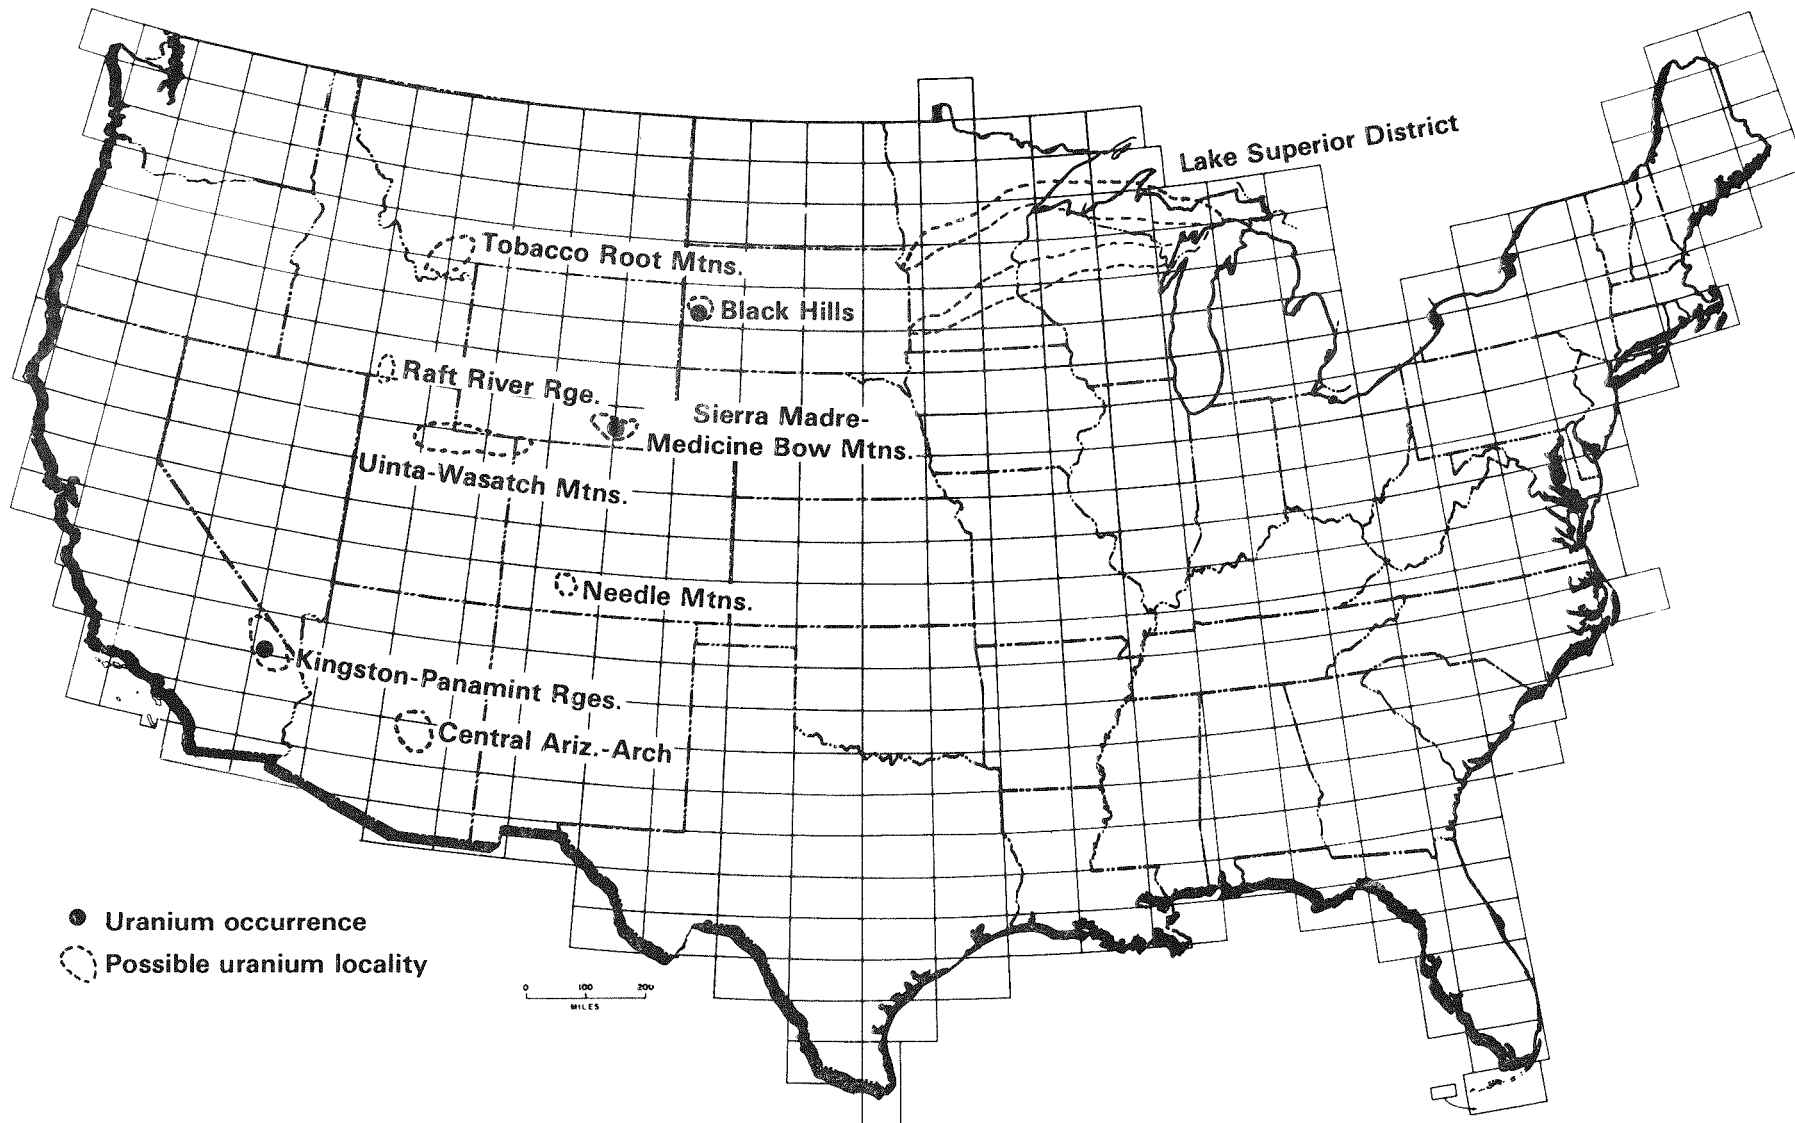 Lake Superior District
Tobacco Root Mtns.
Black Hills
Raft River Rge.
Sierra Madre-
Medicine Bow Mtns.
Uinta-Wasatch Mtns.
Needle Mtns.
Kingston-Panamint Rges.
Central Ariz.-Arch
Uranium occurrence
Possible uranium locality
0 100 200
MILES